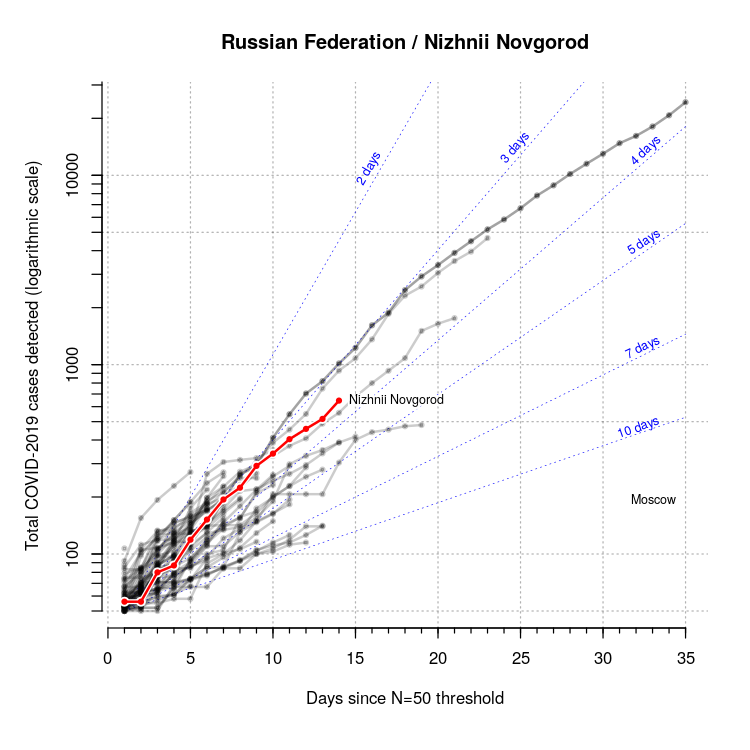 Russian Federation / Nizhnii Novgorod
Total COVID-2019 cases detected (logarithmic scale)
10000
1000
100
2 days
3 days
4 days
5 days
7 days
10 days
Nizhnii Novgorod
Moscow
0 5 10 15 20 25 30 35
Days since N=50 threshold